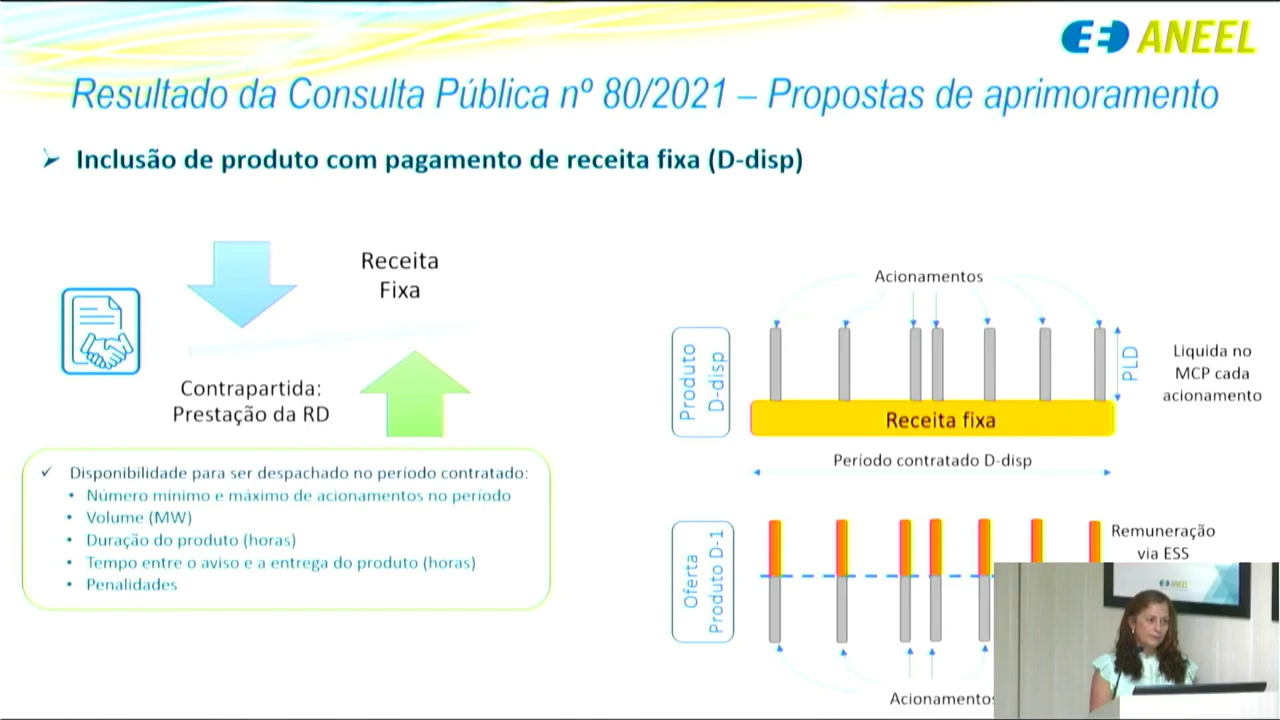 ANEEL
Resultado da Consulta Pública nº 80/2021 – Propostas de aprimoramento
➢ Inclusão de produto com pagamento de receita fixa (D-disp)
Receita
Fixa
Contrapartida:
Prestação da RD
✓ Disponibilidade para ser despachado no período contratado:
• Número mínimo e máximo de acionamentos no período
• Volume (MW)
• Duração do produto (horas)
• Tempo entre o aviso e a entrega do produto (horas)
• Penalidades
Acionamentos
Produto
D-disp
PLD
Liquida no
MCP cada
acionamento
Receita fixa
Período contratado D-disp
Oferta
Produto D-1
Remuneração
via ESS
Acionamentos
ANEEL